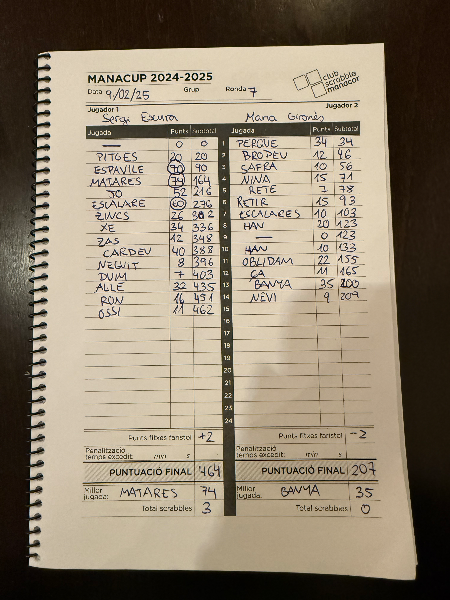 MANACUP 2024-2025
club scrabble manacor
Data 9/02/25 Grup Ronda 7
Jugador 1 Jugador 2
Sergi Maria Gironès
Jugada Punts Subtotal Jugada Punts Subtotal
— 0 0 1 PERGUE 34 34
PITGES 20 20 2 BROPEU 12 46
ESPAVILE 70 90 3 SAFRA 10 56
MATARES 74 164 4 NINA 15 71
JO 52 216 5 RETE 7 78
ESCALARE 60 276 6 RETIR 15 93
ZINCS 26 302 7 ESCALARES 10 103
XE 34 336 8 HAN 20 123
ZAS 12 348 9 — 0 123
CARDEU 40 388 10 HAN 10 133
NEGUIT 8 396 11 OBLIDAM 22 155
DUIM 7 403 12 ÇA 11 165
ALLE 32 435 13 BANYA 35 200
RON 16 451 14 NEVI 9 209
OSSI 11 462 15
16
17
18
19
20
21
22
23
24
Punts fitxes faristol +2 Punts fitxes faristol -2
Penalització temps excedit: min s Penalització temps excedit: min s
PUNTUACIÓ FINAL 464 PUNTUACIÓ FINAL 207
Millor jugada: MATARES 74 Millor jugada: BANYA 35
Total scrabbles 3 Total scrabbles 0